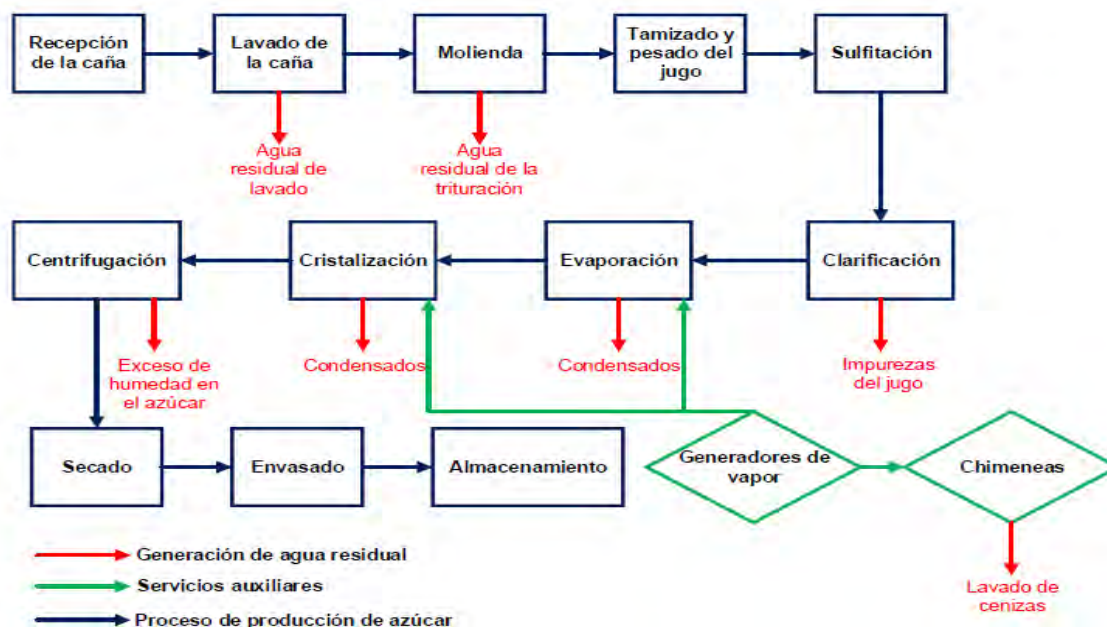 Recepción
de la caña
Lavado de
la caña
Molienda
Tamizado y
pesado del
jugo
Sulfitación
Agua
residual de
lavado
Agua
residual de la
trituración
Centrifugación
Cristalización
Evaporación
Clarificación
Exceso de
humedad en
el azúcar
Condensados
Condensados
Impurezas
del jugo
Secado
Envasado
Almacenamiento
Generadores de
vapor
Chimeneas
Generación de agua residual
Servicios auxiliares
Proceso de producción de azúcar
Lavado de
cenizas